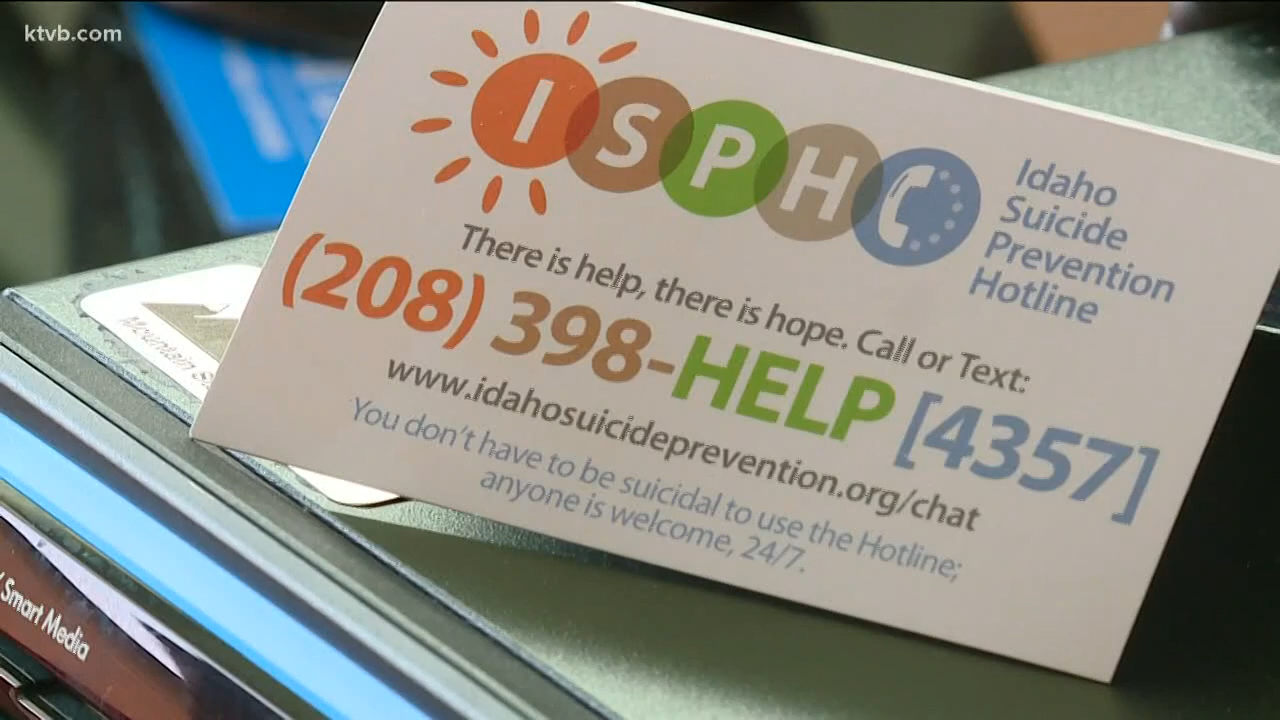 ktvb.com
ISPH
Idaho
Suicide
Prevention
Hotline
There is help, there is hope. Call or Text:
(208) 398-HELP [4357]
www.idahosuicideprevention.org/chat
You don't have to be suicidal to use the Hotline;
anyone is welcome, 24/7.
Mountain
Smart Media